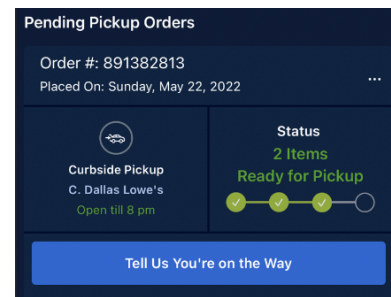 Pending Pickup Orders
Order #: 891382813
Placed On: Sunday, May 22, 2022
...
Curbside Pickup
C. Dallas Lowe's
Open till 8 pm
Status
2 Items
Ready for Pickup
Tell Us You're on the Way